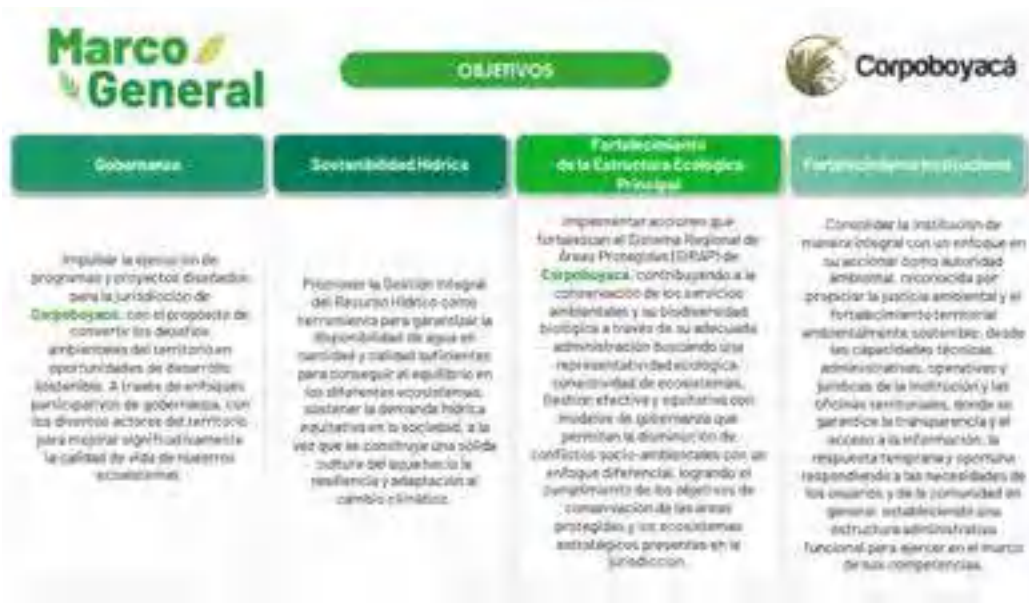 Marco
General
OBJETIVOS
Corpoboyacá
Gobernanza
Sostenibilidad Hídrica
Fortalecimiento
de la Estructura Ecológica
Principal
Fortalecimiento Institucional
Impulsar la ejecución de
programas y proyectos diseñados
para la jurisdicción de
Corpoboyacá, con el propósito de
convertir los desafíos
ambientales del territorio en
oportunidades de desarrollo
sostenible. A través de enfoques
participativos de gobernanza, con
los diversos actores del territorio
para mejorar significativamente
la calidad de vida de nuestros
ecosistemas.
Promover la Gestión Integral
del Recurso Hídrico como
herramienta para garantizar la
disponibilidad de agua en
cantidad y calidad suficientes
para conseguir el equilibrio en
los diferentes ecosistemas,
sostener la demanda hídrica
equitativa en la sociedad, a la
vez que se construye una sólida
cultura del agua hacia la
resiliencia y adaptación al
cambio climático.
Implementar acciones que
fortalezcan el Sistema Regional de
Áreas Protegidas (SIRAP) de
Corpoboyacá, contribuyendo a la
conservación de los servicios
ambientales y su biodiversidad
biológica a través de su adecuada
administración buscando una
representatividad ecológica,
conectividad de ecosistemas,
Gestión efectiva y equitativa con
modelos de gobernanza que
permitan la disminución de
conflictos socio-ambientales con un
enfoque diferencial, logrando el
cumplimiento de los objetivos de
conservación de las áreas
protegidas y los ecosistemas
estratégicos presentes en la
jurisdicción.
Consolidar la institución de
manera integral con un enfoque en
su accionar como autoridad
ambiental, reconocida por
propiciar la justicia ambiental y el
fortalecimiento territorial
ambientalmente sostenible, desde
las capacidades técnicas,
administrativas, operativas y
jurídicas de la institución y las
oficinas territoriales, donde se
garantice la transparencia y el
acceso a la información, la
respuesta temprana y oportuna
respondiendo a las necesidades de
los usuarios y de la comunidad en
general, estableciendo una
estructura administrativa
funcional para ejercer en el marco
de sus competencias.